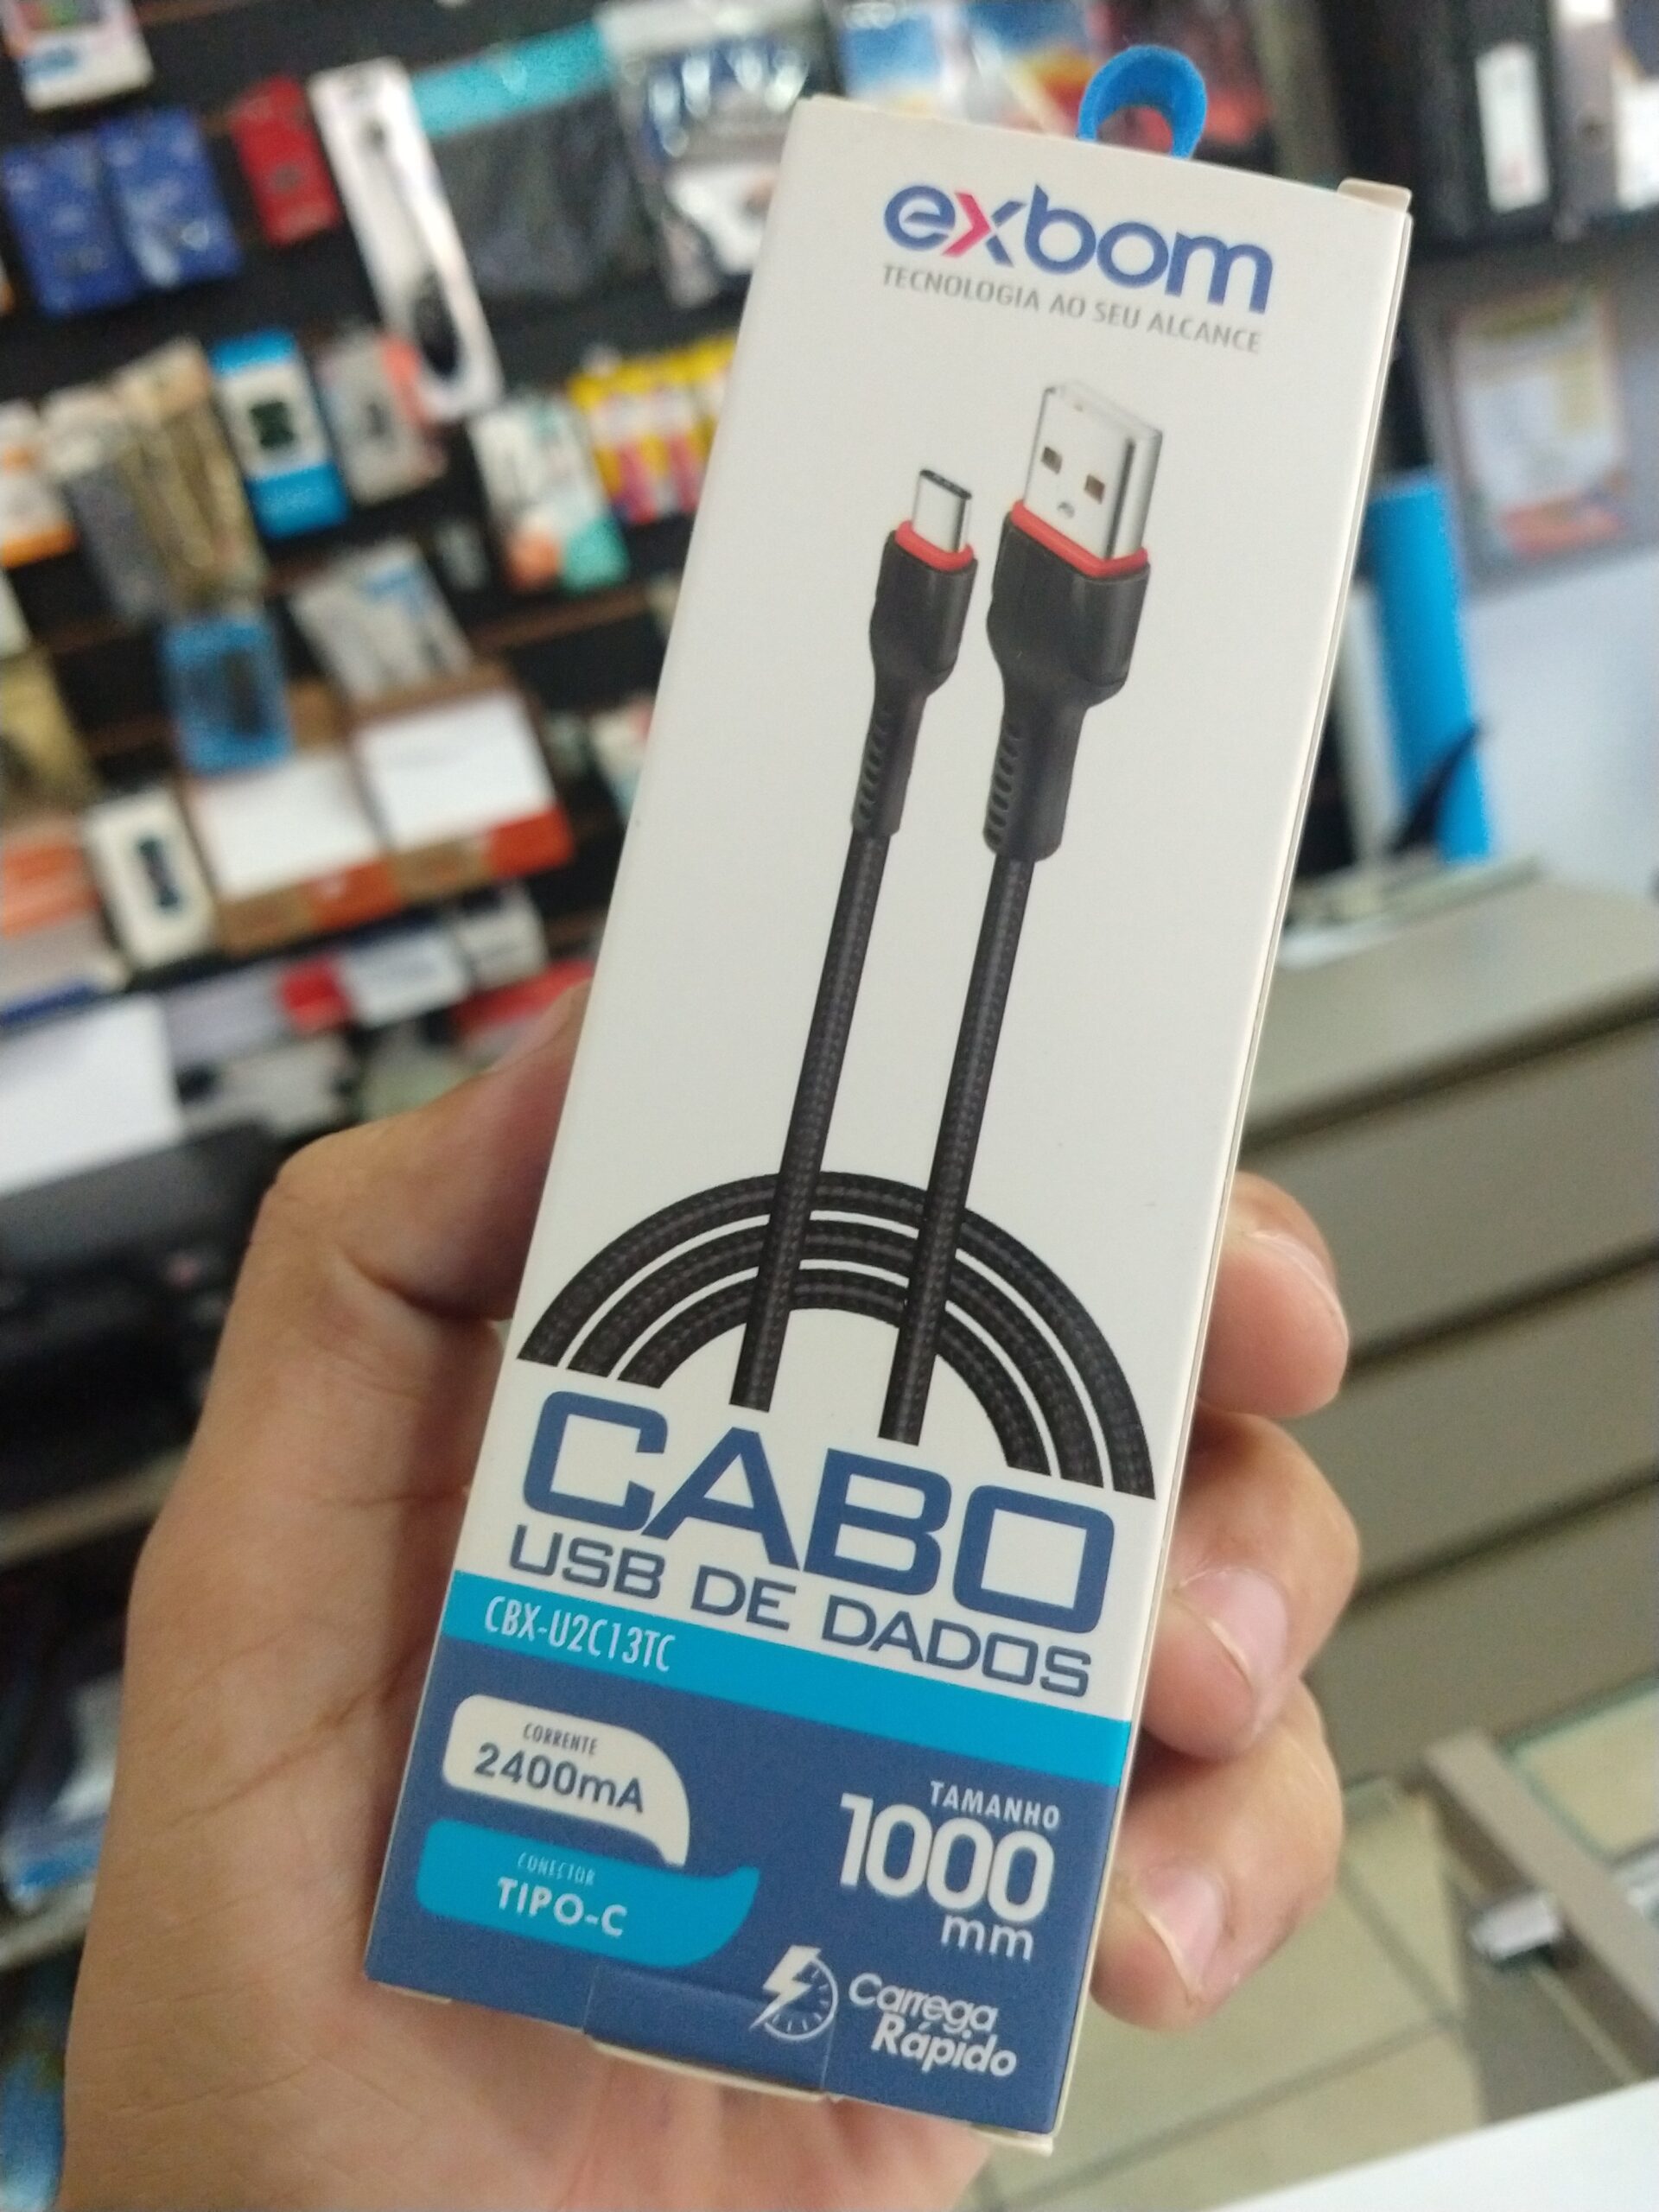 exbom
TECNOLOGIA AO SEU ALCANCE
CABO
USB DE DADOS
CBX-U2C13TC
CORRENTE
2400mA
CONECTOR
TIPO-C
TAMANHO
1000
mm
Carrega
Rápido